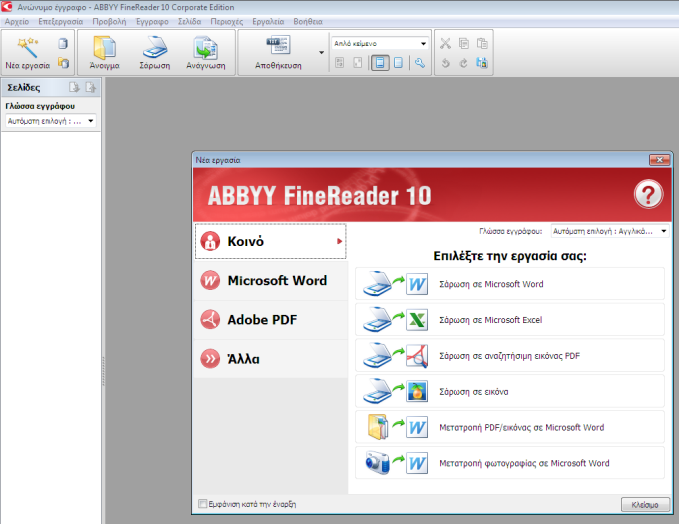 Ανώνυμο έγγραφο - ABBYY FineReader 10 Corporate Edition
Αρχείο Επεξεργασία Προβολή Έγγραφο Σελίδα Περιοχές Εργαλεία Βοήθεια
Νέα εργασία Άνοιγμα Σάρωση Ανάγνωση Αποθήκευση Απλό κείμενο
Σελίδες
Γλώσσα εγγράφου
Αυτόματη επιλογή : ...
Νέα εργασία
ABBYY FineReader 10
Γλώσσα εγγράφου: Αυτόματη επιλογή : Αγγλικά...
Κοινό
Microsoft Word
Adobe PDF
Άλλα
Επιλέξτε την εργασία σας:
Σάρωση σε Microsoft Word
Σάρωση σε Microsoft Excel
Σάρωση σε αναζητήσιμη εικόνας PDF
Σάρωση σε εικόνα
Μετατροπή PDF/εικόνας σε Microsoft Word
Μετατροπή φωτογραφίας σε Microsoft Word
Εμφάνιση κατά την έναρξη
Κλείσιμο